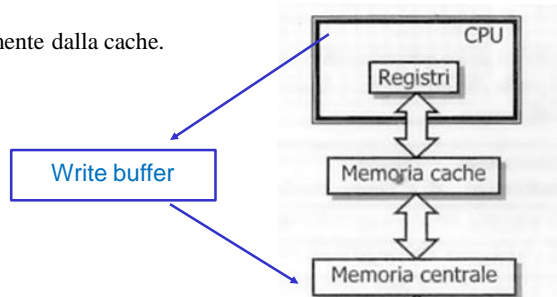 mente dalla cache.
CPU
Registri
Write buffer
Memoria cache
Memoria centrale